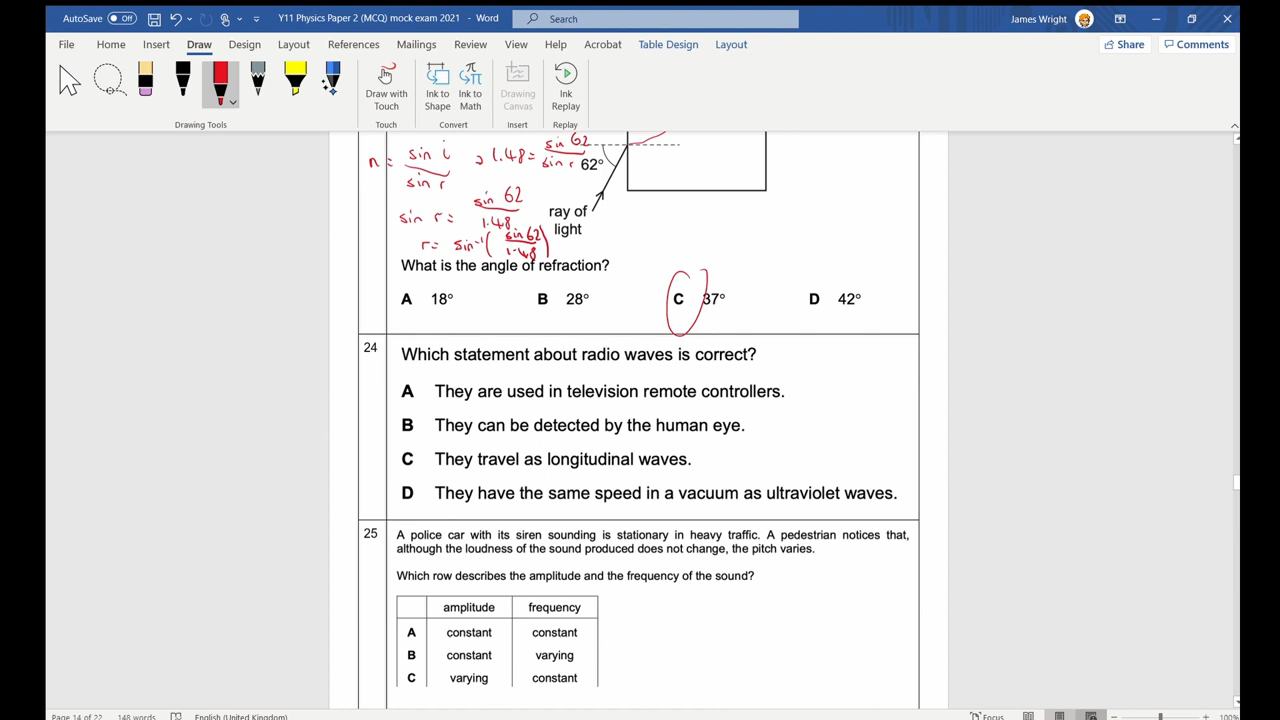 AutoSave Off Y11 Physics Paper 2 (MCQ) mock exam 2021 - Word Search James Wright
File Home Insert Draw Design Layout References Mailings Review View Help Acrobat Table Design Layout Share Comments
Draw with Touch
Ink to Shape
Ink to Math
Drawing Canvas
Ink Replay
Drawing Tools Touch Convert Insert Replay
n = sin i / sin r , 1.48 = sin 62 / sin r
62°
sin r = sin 62 / 1.48
r = sin⁻¹ ( sin 62 / 1.48 )
ray of
light
What is the angle of refraction?
A 18° B 28° C 37° D 42°
24 Which statement about radio waves is correct?
A They are used in television remote controllers.
B They can be detected by the human eye.
C They travel as longitudinal waves.
D They have the same speed in a vacuum as ultraviolet waves.
25 A police car with its siren sounding is stationary in heavy traffic. A pedestrian notices that,
although the loudness of the sound produced does not change, the pitch varies.
Which row describes the amplitude and the frequency of the sound?
amplitude frequency
A constant constant
B constant varying
C varying constant
Page 14 of 22 148 words English (United Kingdom) Focus 100%